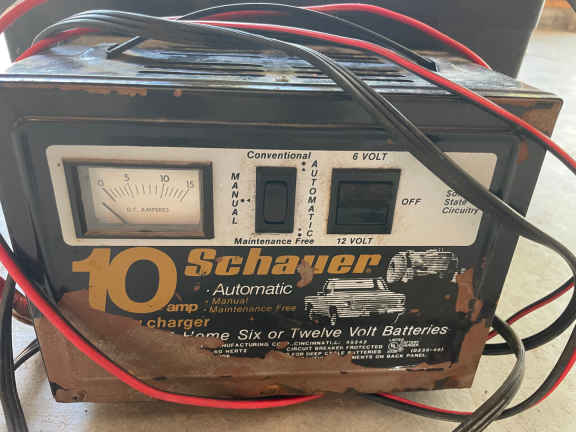 Conventional
6 VOLT
0 5 10 15
D.C. AMPERES
MANUAL
AUTOMATIC
OFF
Solid
State
Circuitry
Maintenance Free
12 VOLT
10 amp
Schauer
· Automatic
· Manual
· Maintenance Free
charger
Home Six or Twelve Volt Batteries
MANUFACTURING CORP., CINCINNATI, 45242
HERTZ
CIRCUIT BREAKER PROTECTED
FOR DEEP CYCLE BATTERIES
ON BACK PANEL.